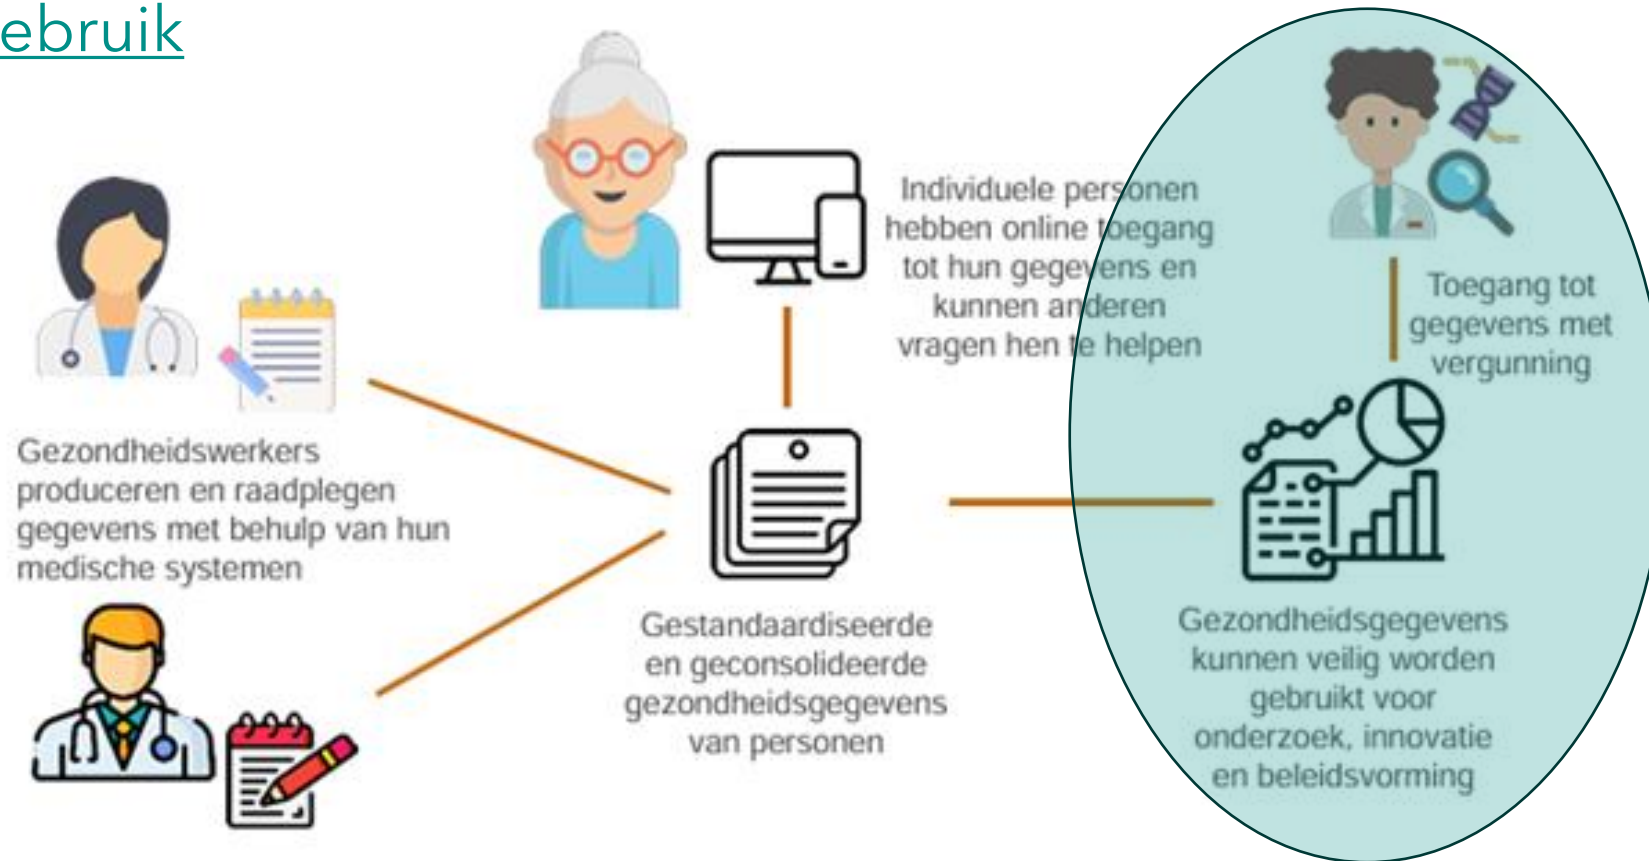 ebruik
Individuele personen
hebben online toegang
tot hun gegevens en
kunnen anderen
vragen hen te helpen
Toegang tot
gegevens met
vergunning
Gezondheidswerkers
produceren en raadplegen
gegevens met behulp van hun
medische systemen
Gestandaardiseerde
en geconsolideerde
gezondheidsgegevens
van personen
Gezondheidsgegevens
kunnen veilig worden
gebruikt voor
onderzoek, innovatie
en beleidsvorming